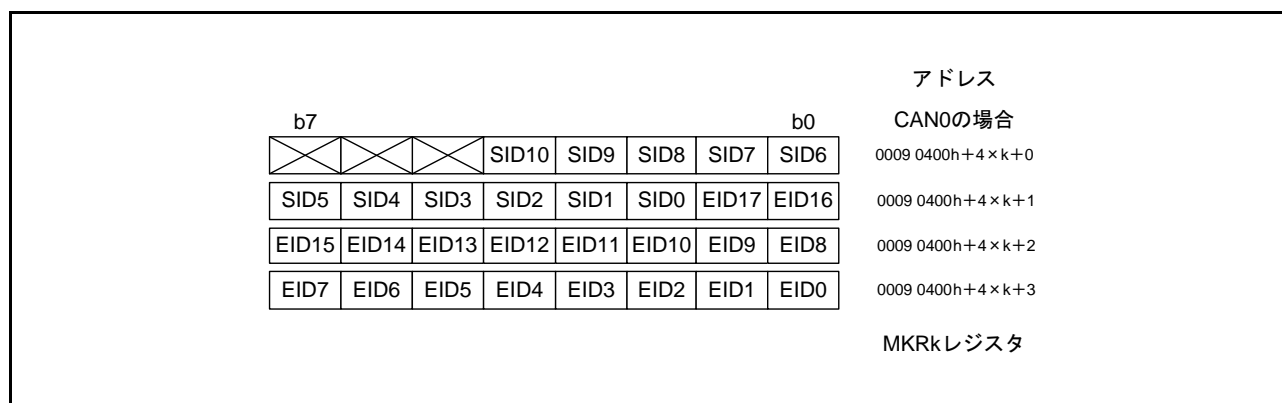 アドレス
b7 b0 CAN0の場合
SID10 SID9 SID8 SID7 SID6 0009 0400h+4×k+0
SID5 SID4 SID3 SID2 SID1 SID0 EID17 EID16 0009 0400h+4×k+1
EID15 EID14 EID13 EID12 EID11 EID10 EID9 EID8 0009 0400h+4×k+2
EID7 EID6 EID5 EID4 EID3 EID2 EID1 EID0 0009 0400h+4×k+3
MKRkレジスタ